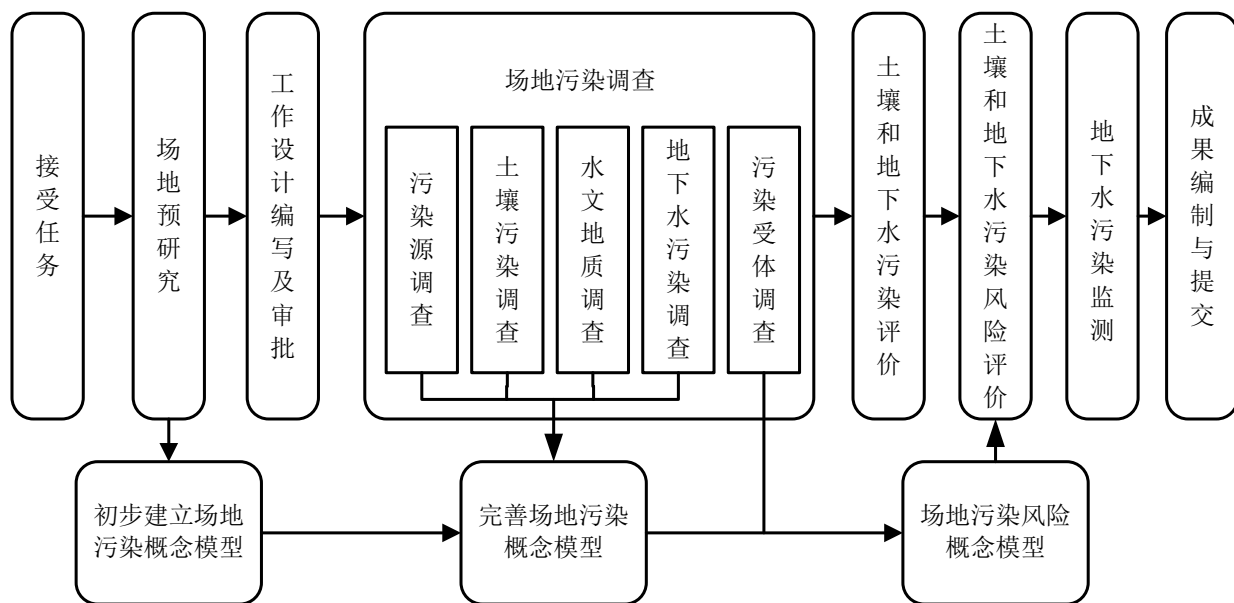 接受任务
场地预研究
工作设计编写及审批
场地污染调查
污染源调查
土壤污染调查
水文地质调查
地下水污染调查
污染受体调查
土壤和地下水污染评价
土壤和地下水污染风险评价
地下水污染监测
成果编制与提交
初步建立场地
污染概念模型
完善场地污染
概念模型
场地污染风险
概念模型